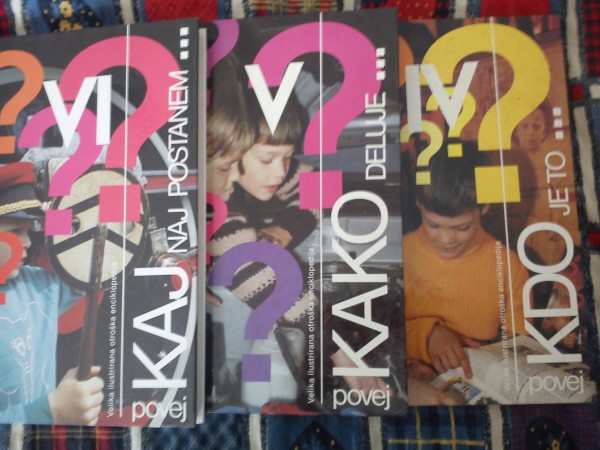 VI
povej.
KAJ
NAJ POSTANEM ...
Velika ilustrirana otroška enciklopedija
V
povej.
KAKO
DELUJE ...
Velika ilustrirana otroška enciklopedija
IV
povej.
KDO
JE TO ...
Velika ilustrirana otroška enciklopedija